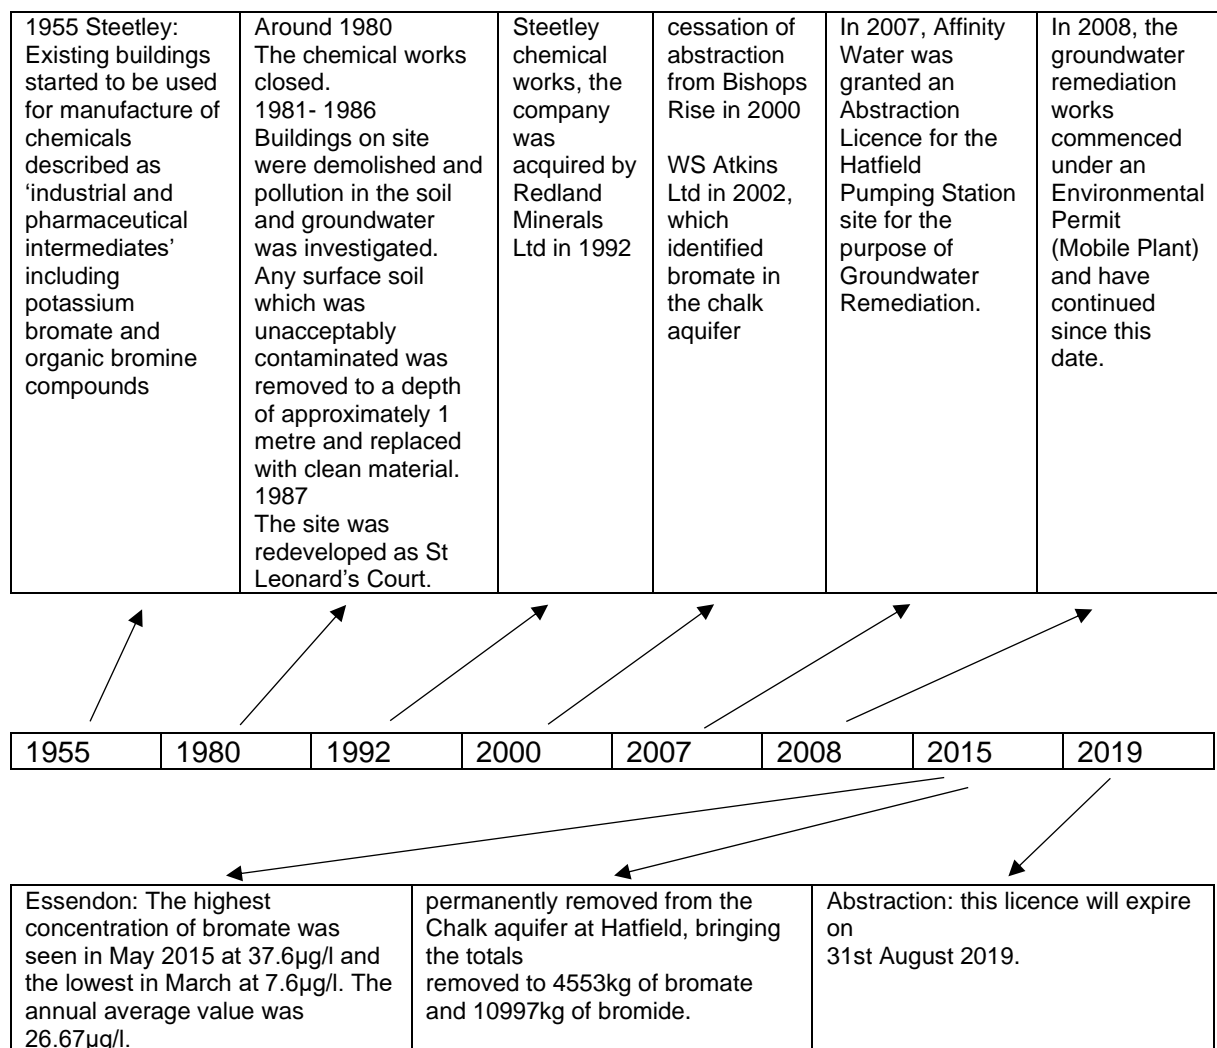 1955 Steetley:
Existing buildings
started to be used
for manufacture of
chemicals
described as
‘industrial and
pharmaceutical
intermediates’
including
potassium
bromate and
organic bromine
compounds
Around 1980
The chemical works
closed.
1981- 1986
Buildings on site
were demolished and
pollution in the soil
and groundwater
was investigated.
Any surface soil
which was
unacceptably
contaminated was
removed to a depth
of approximately 1
metre and replaced
with clean material.
1987
The site was
redeveloped as St
Leonard’s Court.
Steetley
chemical
works, the
company
was
acquired by
Redland
Minerals
Ltd in 1992
cessation of
abstraction
from Bishops
Rise in 2000
WS Atkins
Ltd in 2002,
which
identified
bromate in
the chalk
aquifer
In 2007, Affinity
Water was
granted an
Abstraction
Licence for the
Hatfield
Pumping Station
site for the
purpose of
Groundwater
Remediation.
In 2008, the
groundwater
remediation
works
commenced
under an
Environmental
Permit
(Mobile Plant)
and have
continued
since this
date.
1955 1980 1992 2000 2007 2008 2015 2019
Essendon: The highest
concentration of bromate was
seen in May 2015 at 37.6µg/l and
the lowest in March at 7.6µg/l. The
annual average value was
26.67µg/l.
permanently removed from the
Chalk aquifer at Hatfield, bringing
the totals
removed to 4553kg of bromate
and 10997kg of bromide.
Abstraction: this licence will expire
on
31st August 2019.